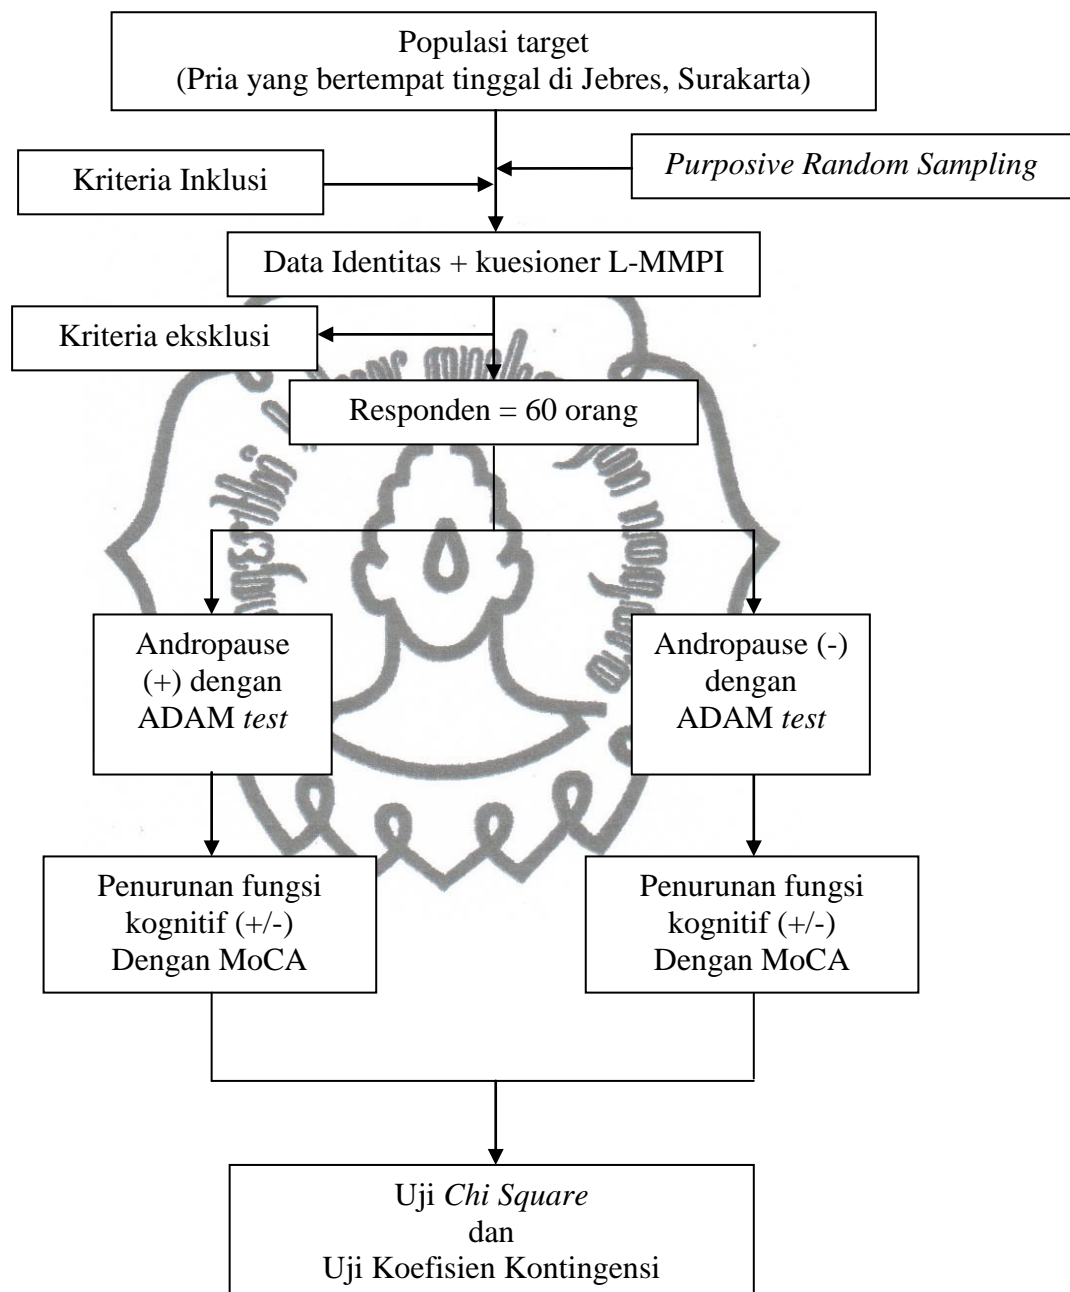 Populasi target
(Pria yang bertempat tinggal di Jebres, Surakarta)
Kriteria Inklusi
Purposive Random Sampling
Data Identitas + kuesioner L-MMPI
Kriteria eksklusi
Responden = 60 orang
Andropause
(+) dengan
ADAM test
Andropause (-)
dengan
ADAM test
Penurunan fungsi
kognitif (+/-)
Dengan MoCA
Penurunan fungsi
kognitif (+/-)
Dengan MoCA
Uji Chi Square
dan
Uji Koefisien Kontingensi